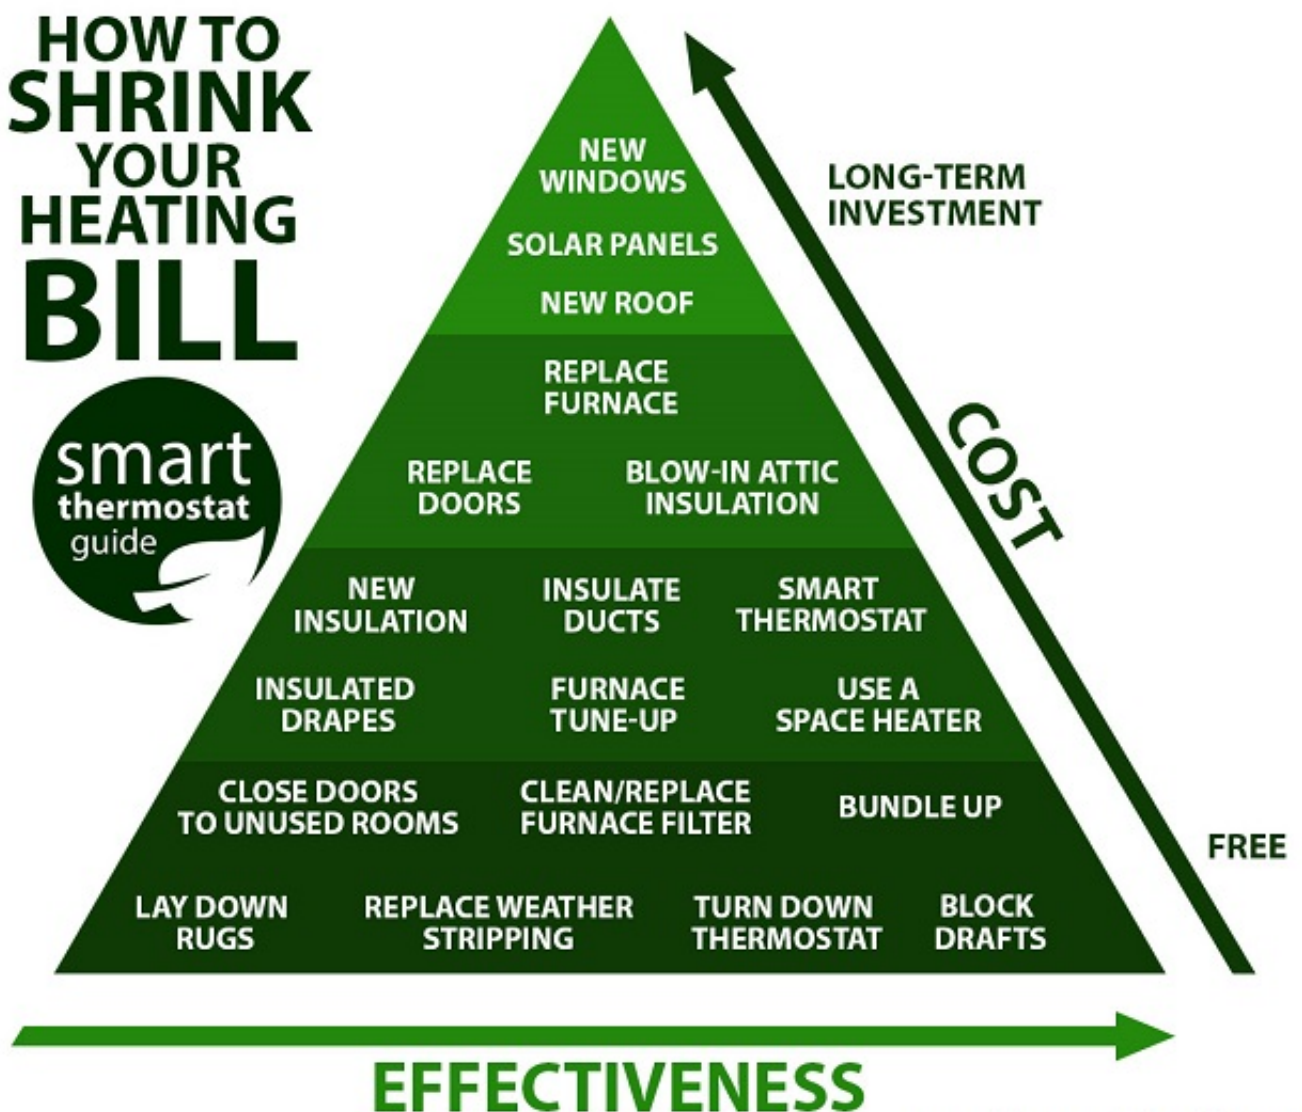 HOW TO
SHRINK
YOUR
HEATING
BILL
smart
thermostat
guide
NEW
WINDOWS
SOLAR PANELS
NEW ROOF
REPLACE
FURNACE
REPLACE
DOORS
BLOW-IN ATTIC
INSULATION
NEW
INSULATION
INSULATE
DUCTS
SMART
THERMOSTAT
INSULATED
DRAPES
FURNACE
TUNE-UP
USE A
SPACE HEATER
CLOSE DOORS
TO UNUSED ROOMS
CLEAN/REPLACE
FURNACE FILTER
BUNDLE UP
LAY DOWN
RUGS
REPLACE WEATHER
STRIPPING
TURN DOWN
THERMOSTAT
BLOCK
DRAFTS
LONG-TERM
INVESTMENT
COST
FREE
EFFECTIVENESS